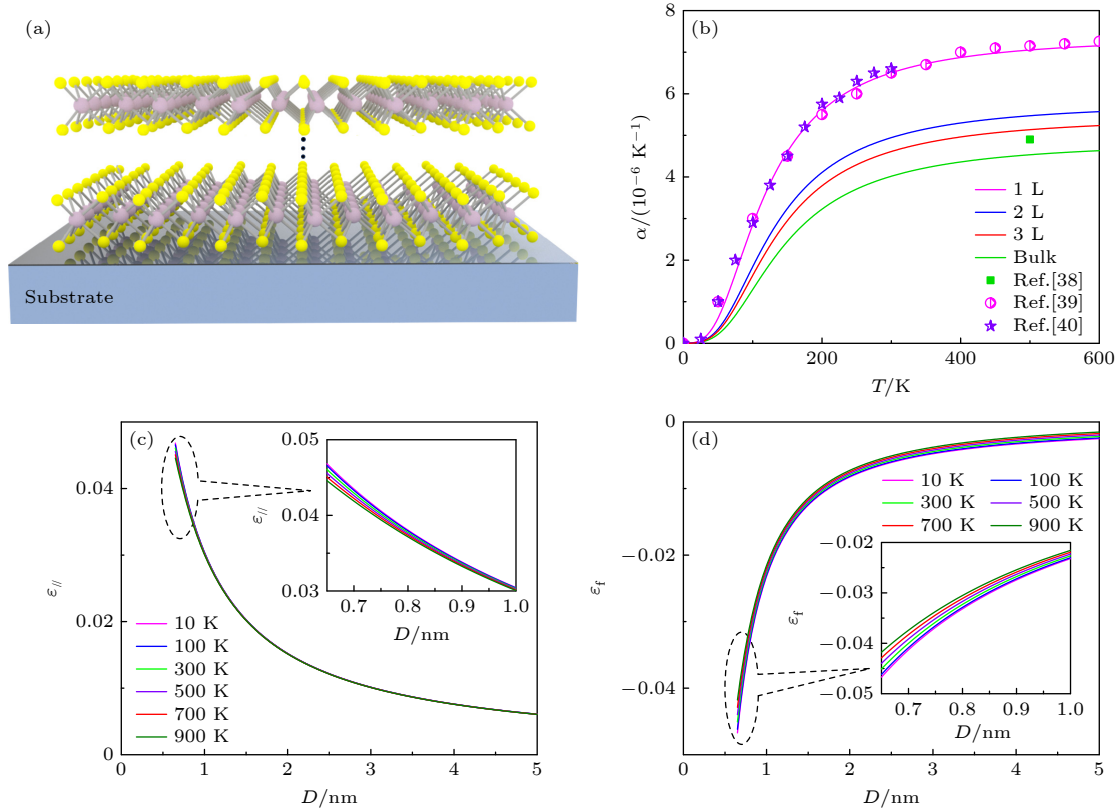 (a)
Substrate
(b)
8
6
4
2
0
α/(10⁻⁶ K⁻¹)
1 L
2 L
3 L
Bulk
Ref.[38]
Ref.[39]
Ref.[40]
0 200 400 600
T/K
(c)
0.04
0.02
0
ε//
10 K
100 K
300 K
500 K
700 K
900 K
0.05
0.04
0.03
ε//
0.7 0.8 0.9 1.0
D/nm
0 1 2 3 4 5
D/nm
(d)
0
−0.02
−0.04
εf
10 K 100 K
300 K 500 K
700 K 900 K
−0.02
−0.03
−0.04
−0.05
εf
0.7 0.8 0.9 1.0
D/nm
0 1 2 3 4 5
D/nm